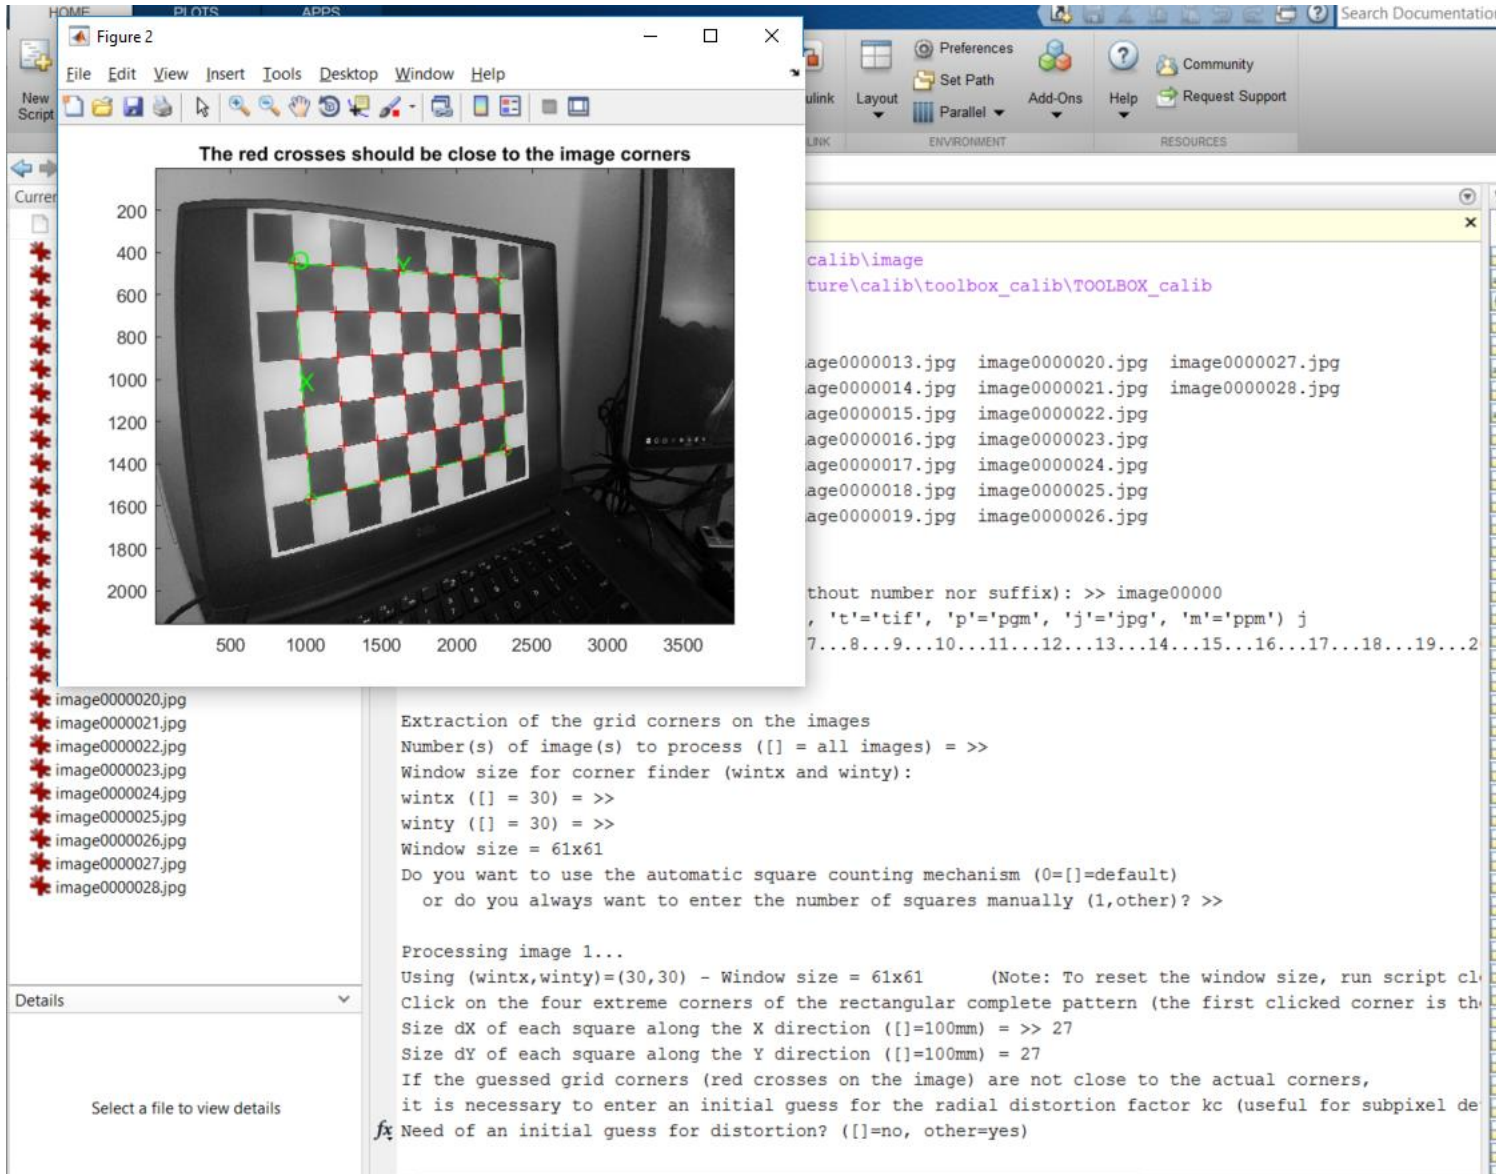 HOME PLOTS APPS
Search Documentation
Figure 2
File Edit View Insert Tools Desktop Window Help
New
Script
Layout
Preferences
Set Path
Parallel
Add-Ons
Help
Community
Request Support
ENVIRONMENT
RESOURCES
The red crosses should be close to the image corners
200
400
600
800
1000
1200
1400
1600
1800
2000
500 1000 1500 2000 2500 3000 3500
O
Y
X
calib\image
ture\calib\toolbox_calib\TOOLBOX_calib
age0000013.jpg image0000020.jpg image0000027.jpg
age0000014.jpg image0000021.jpg image0000028.jpg
age0000015.jpg image0000022.jpg
age0000016.jpg image0000023.jpg
age0000017.jpg image0000024.jpg
age0000018.jpg image0000025.jpg
age0000019.jpg image0000026.jpg
thout number nor suffix): >> image00000
, 't'='tif', 'p'='pgm', 'j'='jpg', 'm'='ppm') j
7...8...9...10...11...12...13...14...15...16...17...18...19...2
image0000020.jpg
image0000021.jpg
image0000022.jpg
image0000023.jpg
image0000024.jpg
image0000025.jpg
image0000026.jpg
image0000027.jpg
image0000028.jpg
Details
Select a file to view details
Extraction of the grid corners on the images
Number(s) of image(s) to process ([] = all images) = >>
Window size for corner finder (wintx and winty):
wintx ([] = 30) = >>
winty ([] = 30) = >>
Window size = 61x61
Do you want to use the automatic square counting mechanism (0=[]=default)
or do you always want to enter the number of squares manually (1,other)? >>
Processing image 1...
Using (wintx,winty)=(30,30) - Window size = 61x61 (Note: To reset the window size, run script cl
Click on the four extreme corners of the rectangular complete pattern (the first clicked corner is th
Size dX of each square along the X direction ([]=100mm) = >> 27
Size dY of each square along the Y direction ([]=100mm) = 27
If the guessed grid corners (red crosses on the image) are not close to the actual corners,
it is necessary to enter an initial guess for the radial distortion factor kc (useful for subpixel de
fx Need of an initial guess for distortion? ([]=no, other=yes)